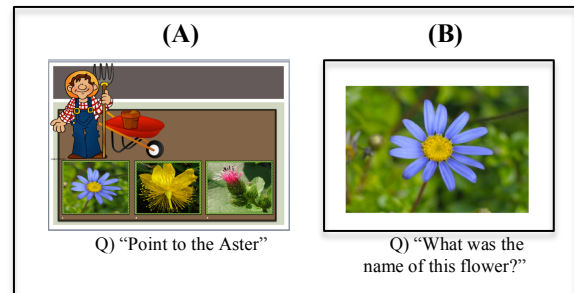 (A)
(B)
Q) “Point to the Aster”
Q) “What was the
name of this flower?”